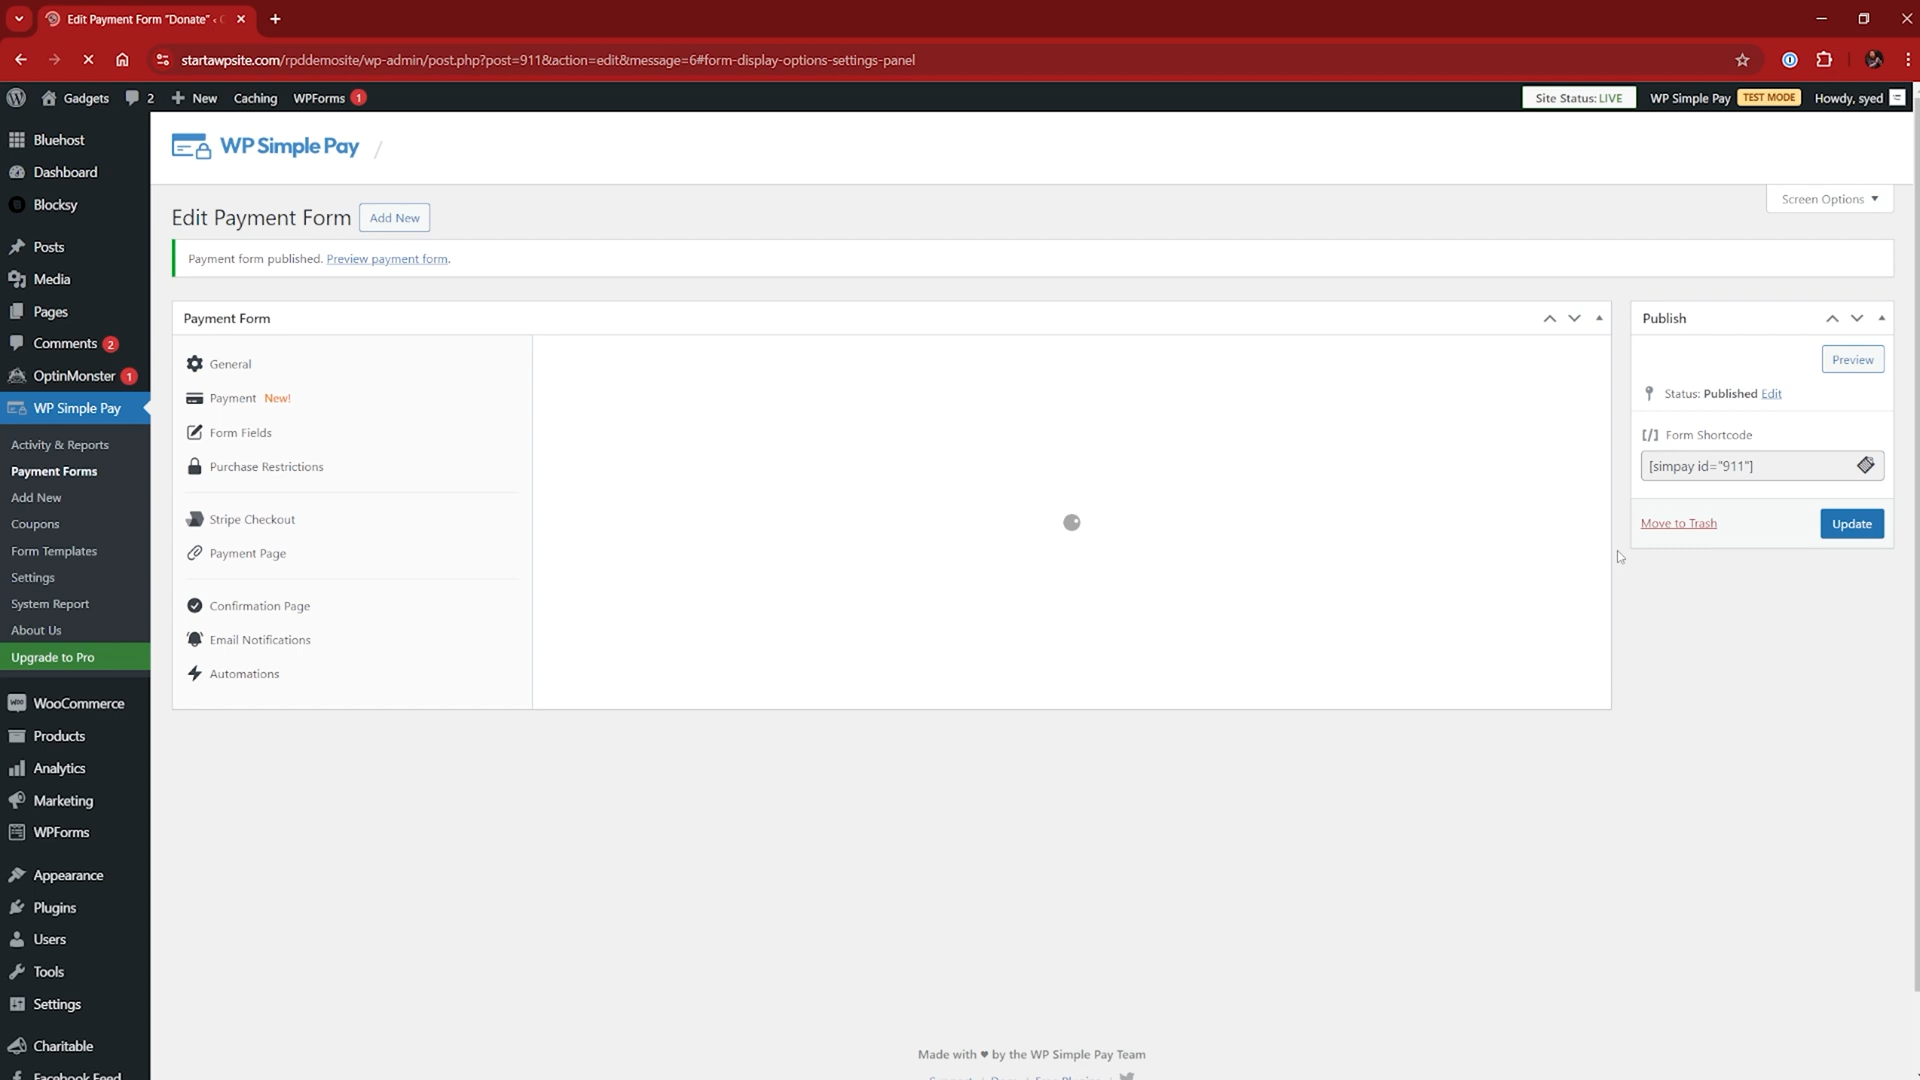 Edit Payment Form "Donate" ‹
startawpsite.com/rpddemosite/wp-admin/post.php?post=911&action=edit&message=6#form-display-options-settings-panel
Gadgets 2 New Caching WPForms 1 Site Status: LIVE WP Simple Pay TEST MODE Howdy, syed
Bluehost
Dashboard
Blocksy
Posts
Media
Pages
Comments 2
OptinMonster 1
WP Simple Pay
Activity & Reports
Payment Forms
Add New
Coupons
Form Templates
Settings
System Report
About Us
Upgrade to Pro
WooCommerce
Products
Analytics
Marketing
WPForms
Appearance
Plugins
Users
Tools
Settings
Charitable
Facebook Feed
WP Simple Pay /
Screen Options
Edit Payment Form Add New
Payment form published. Preview payment form.
Payment Form
General
Payment New!
Form Fields
Purchase Restrictions
Stripe Checkout
Payment Page
Confirmation Page
Email Notifications
Automations
Publish
Preview
Status: Published Edit
[/] Form Shortcode
[simpay id="911"]
Move to Trash Update
Made with ♥ by the WP Simple Pay Team
Support / Docs / Free Plugins /